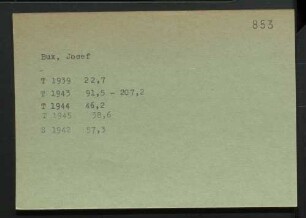 853
Bux, Josef
T 1939 22,7
T 1943 91,5 - 207,2
T 1944 46,2
S 1945 38,6
S 1942 57,3